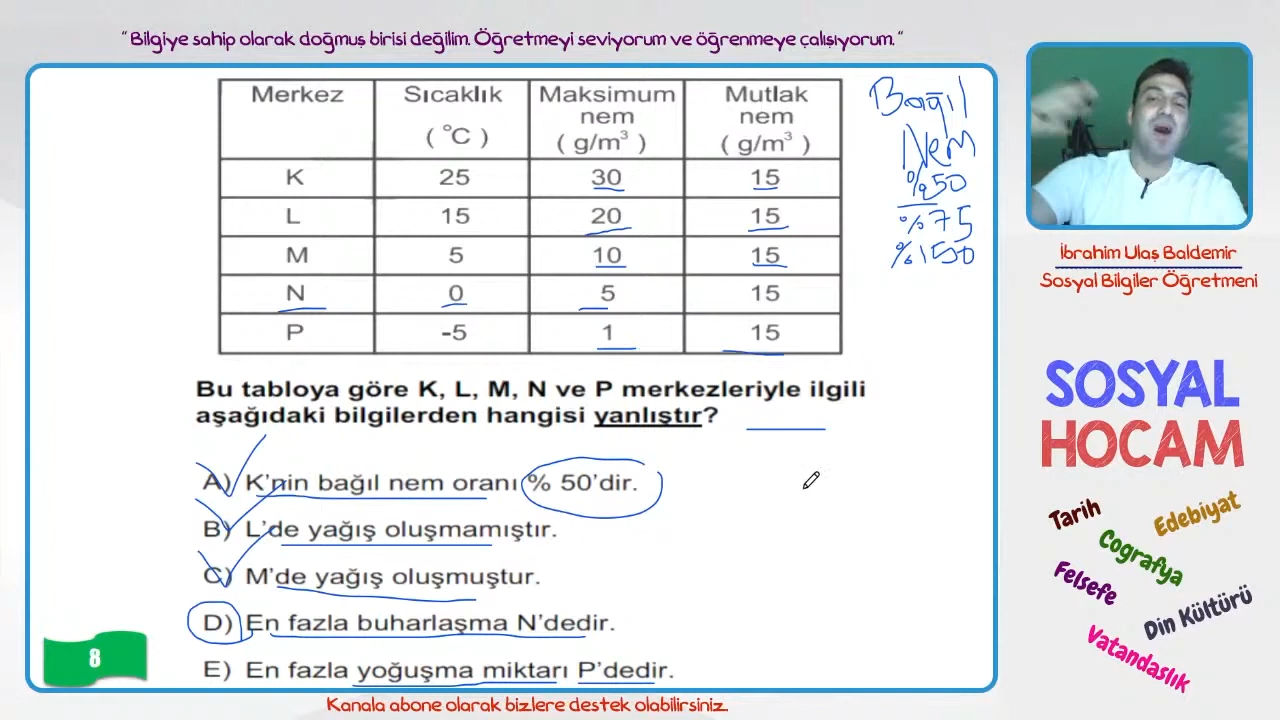 “Bilgiye sahip olarak doğmuş birisi değilim. Öğretmeyi seviyorum ve öğrenmeye çalışıyorum.”
Merkez Sıcaklık (°C) Maksimum nem (g/m³) Mutlak nem (g/m³)
K 25 30 15
L 15 20 15
M 5 10 15
N 0 5 15
P -5 1 15
Bağıl
Nem
%50
%75
%150
Bu tabloya göre K, L, M, N ve P merkezleriyle ilgili
aşağıdaki bilgilerden hangisi yanlıştır?
A) K’nin bağıl nem oranı % 50’dir.
B) L’de yağış oluşmamıştır.
C) M’de yağış oluşmuştur.
D) En fazla buharlaşma N’dedir.
E) En fazla yoğuşma miktarı P’dedir.
8
İbrahim Ulaş Baldemir
Sosyal Bilgiler Öğretmeni
SOSYAL
HOCAM
Tarih
Edebiyat
Coğrafya
Felsefe
Din Kültürü
Vatandaslık
Kanala abone olarak bizlere destek olabilirsiniz.